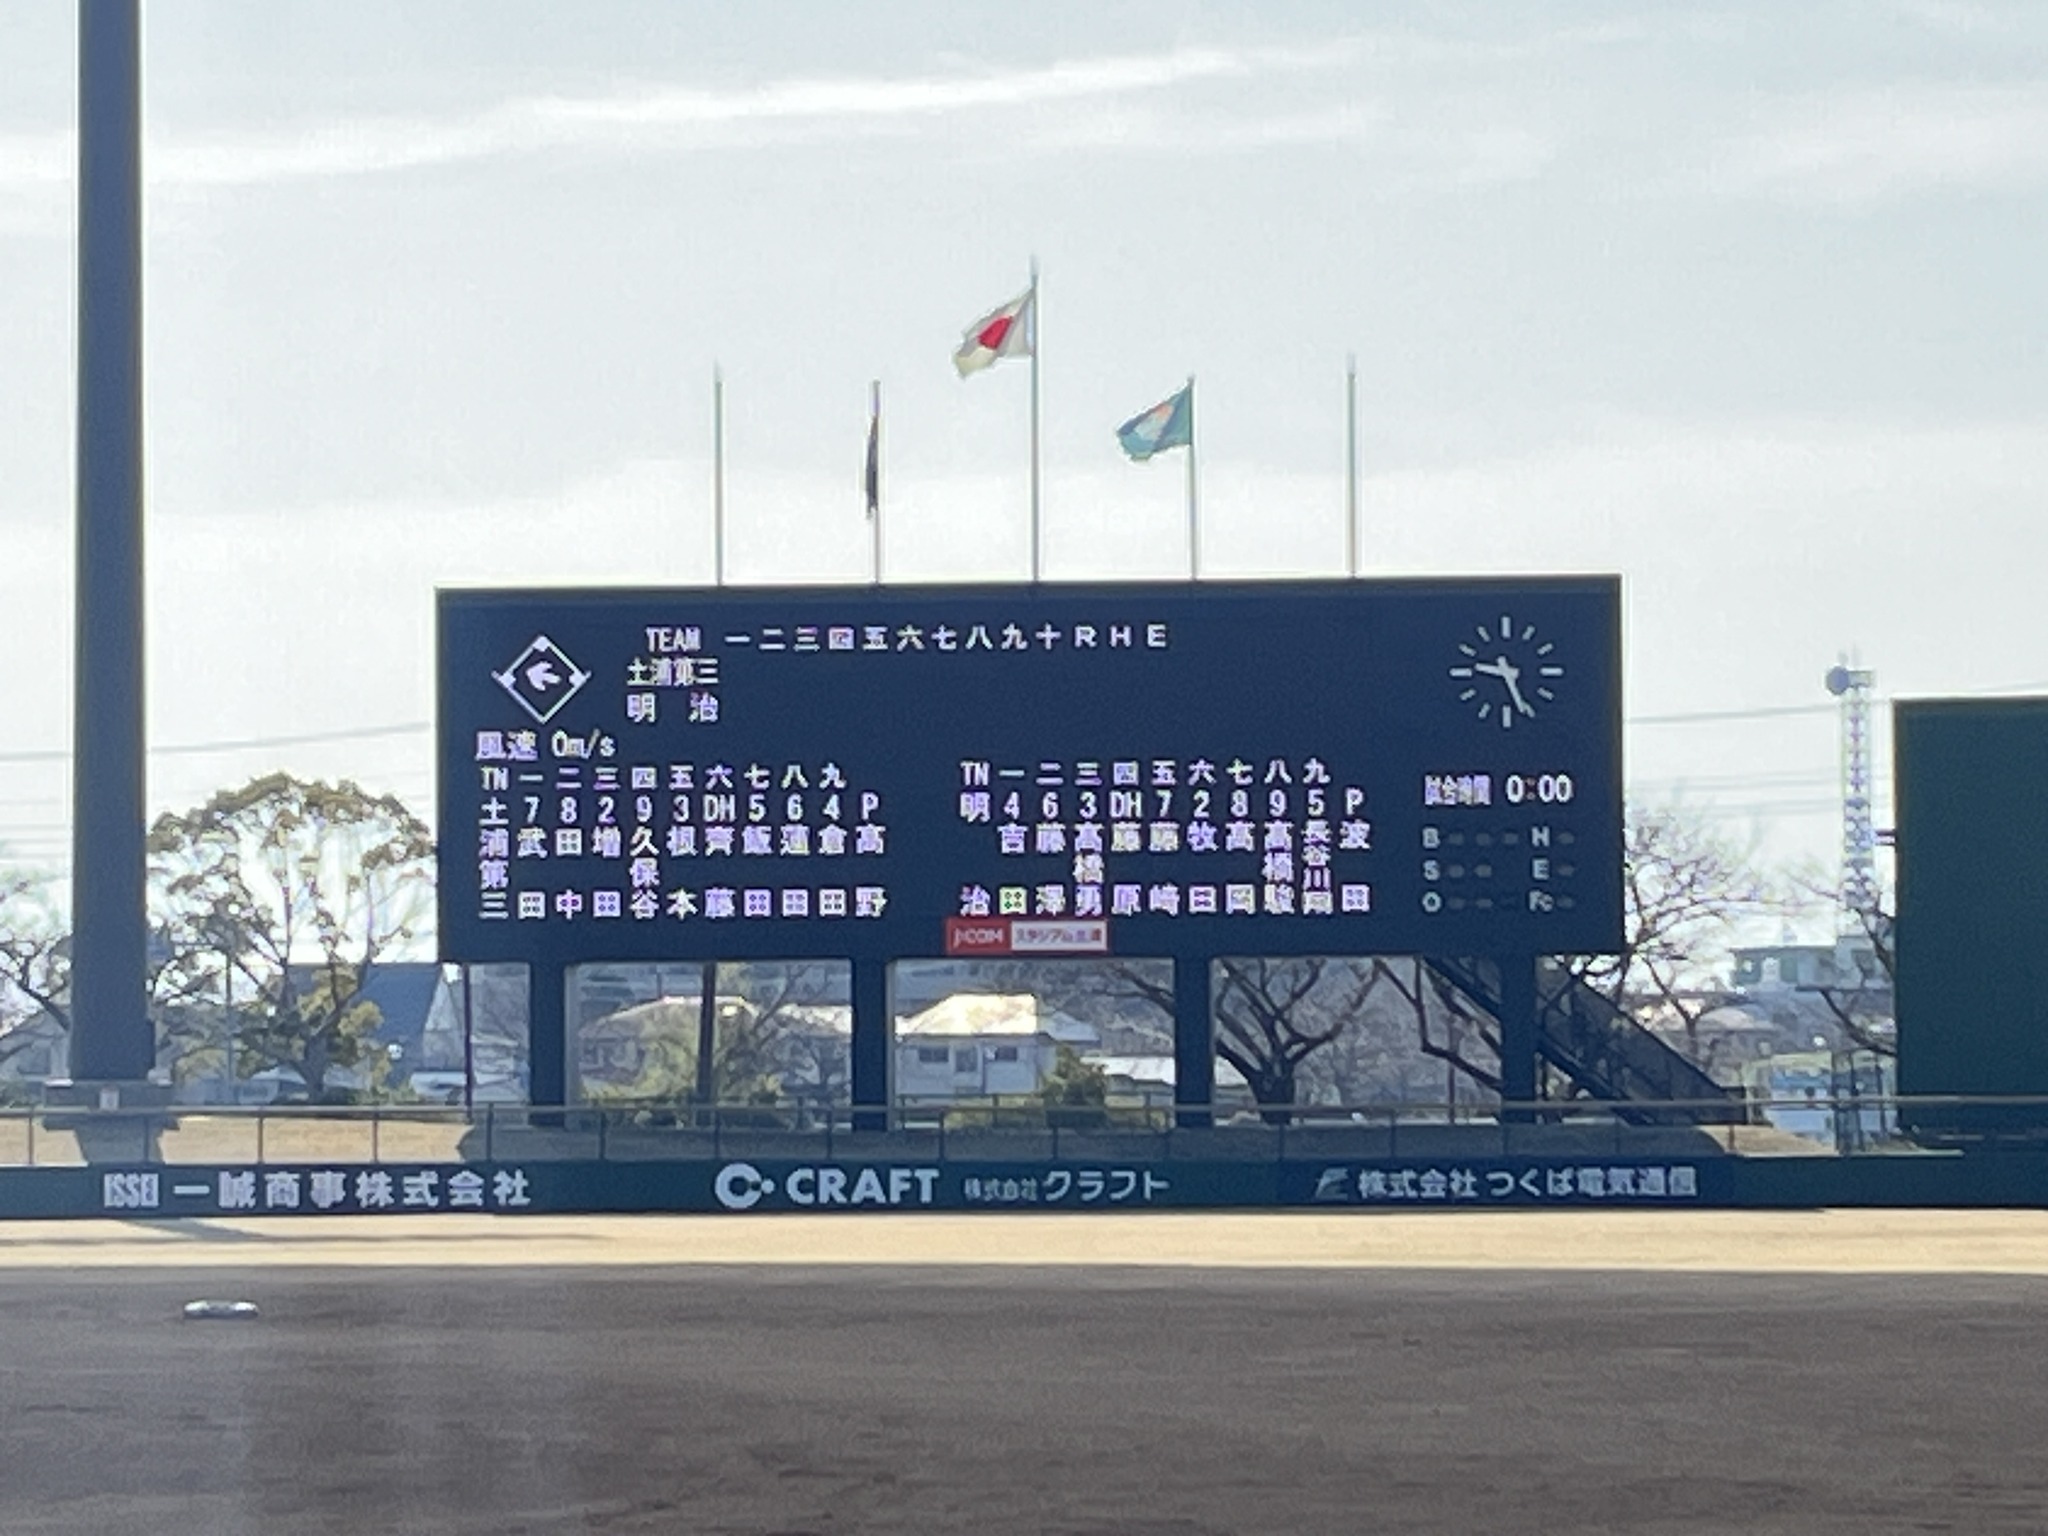 TEAM 一二三四五六七八九十RHE
土浦第三
明 治
風速 0m/s
TN 一 二 三 四 五 六 七 八 九
土 7 8 2 9 3 DH 5 6 4 P
浦 武 田 増 久 根 齊 飯 倉 高
第 保
三 田 中 田 谷 本 藤 田 田 田 野
TN 一 二 三 四 五 六 七 八 九
明 4 6 3 DH 7 2 8 9 5 P
吉 藤 高 藤 藤 牧 高 高 長 波
橋 橋 谷
川
治 田 澤 勇 原 崎 田 岡 駿 翔 田
試合時間 0:00
B H
S E
O Fc
J:COM スタジアム土浦
ISSEI 一誠商事株式会社
CRAFT 株式会社クラフト
株式会社 つくば電気通信